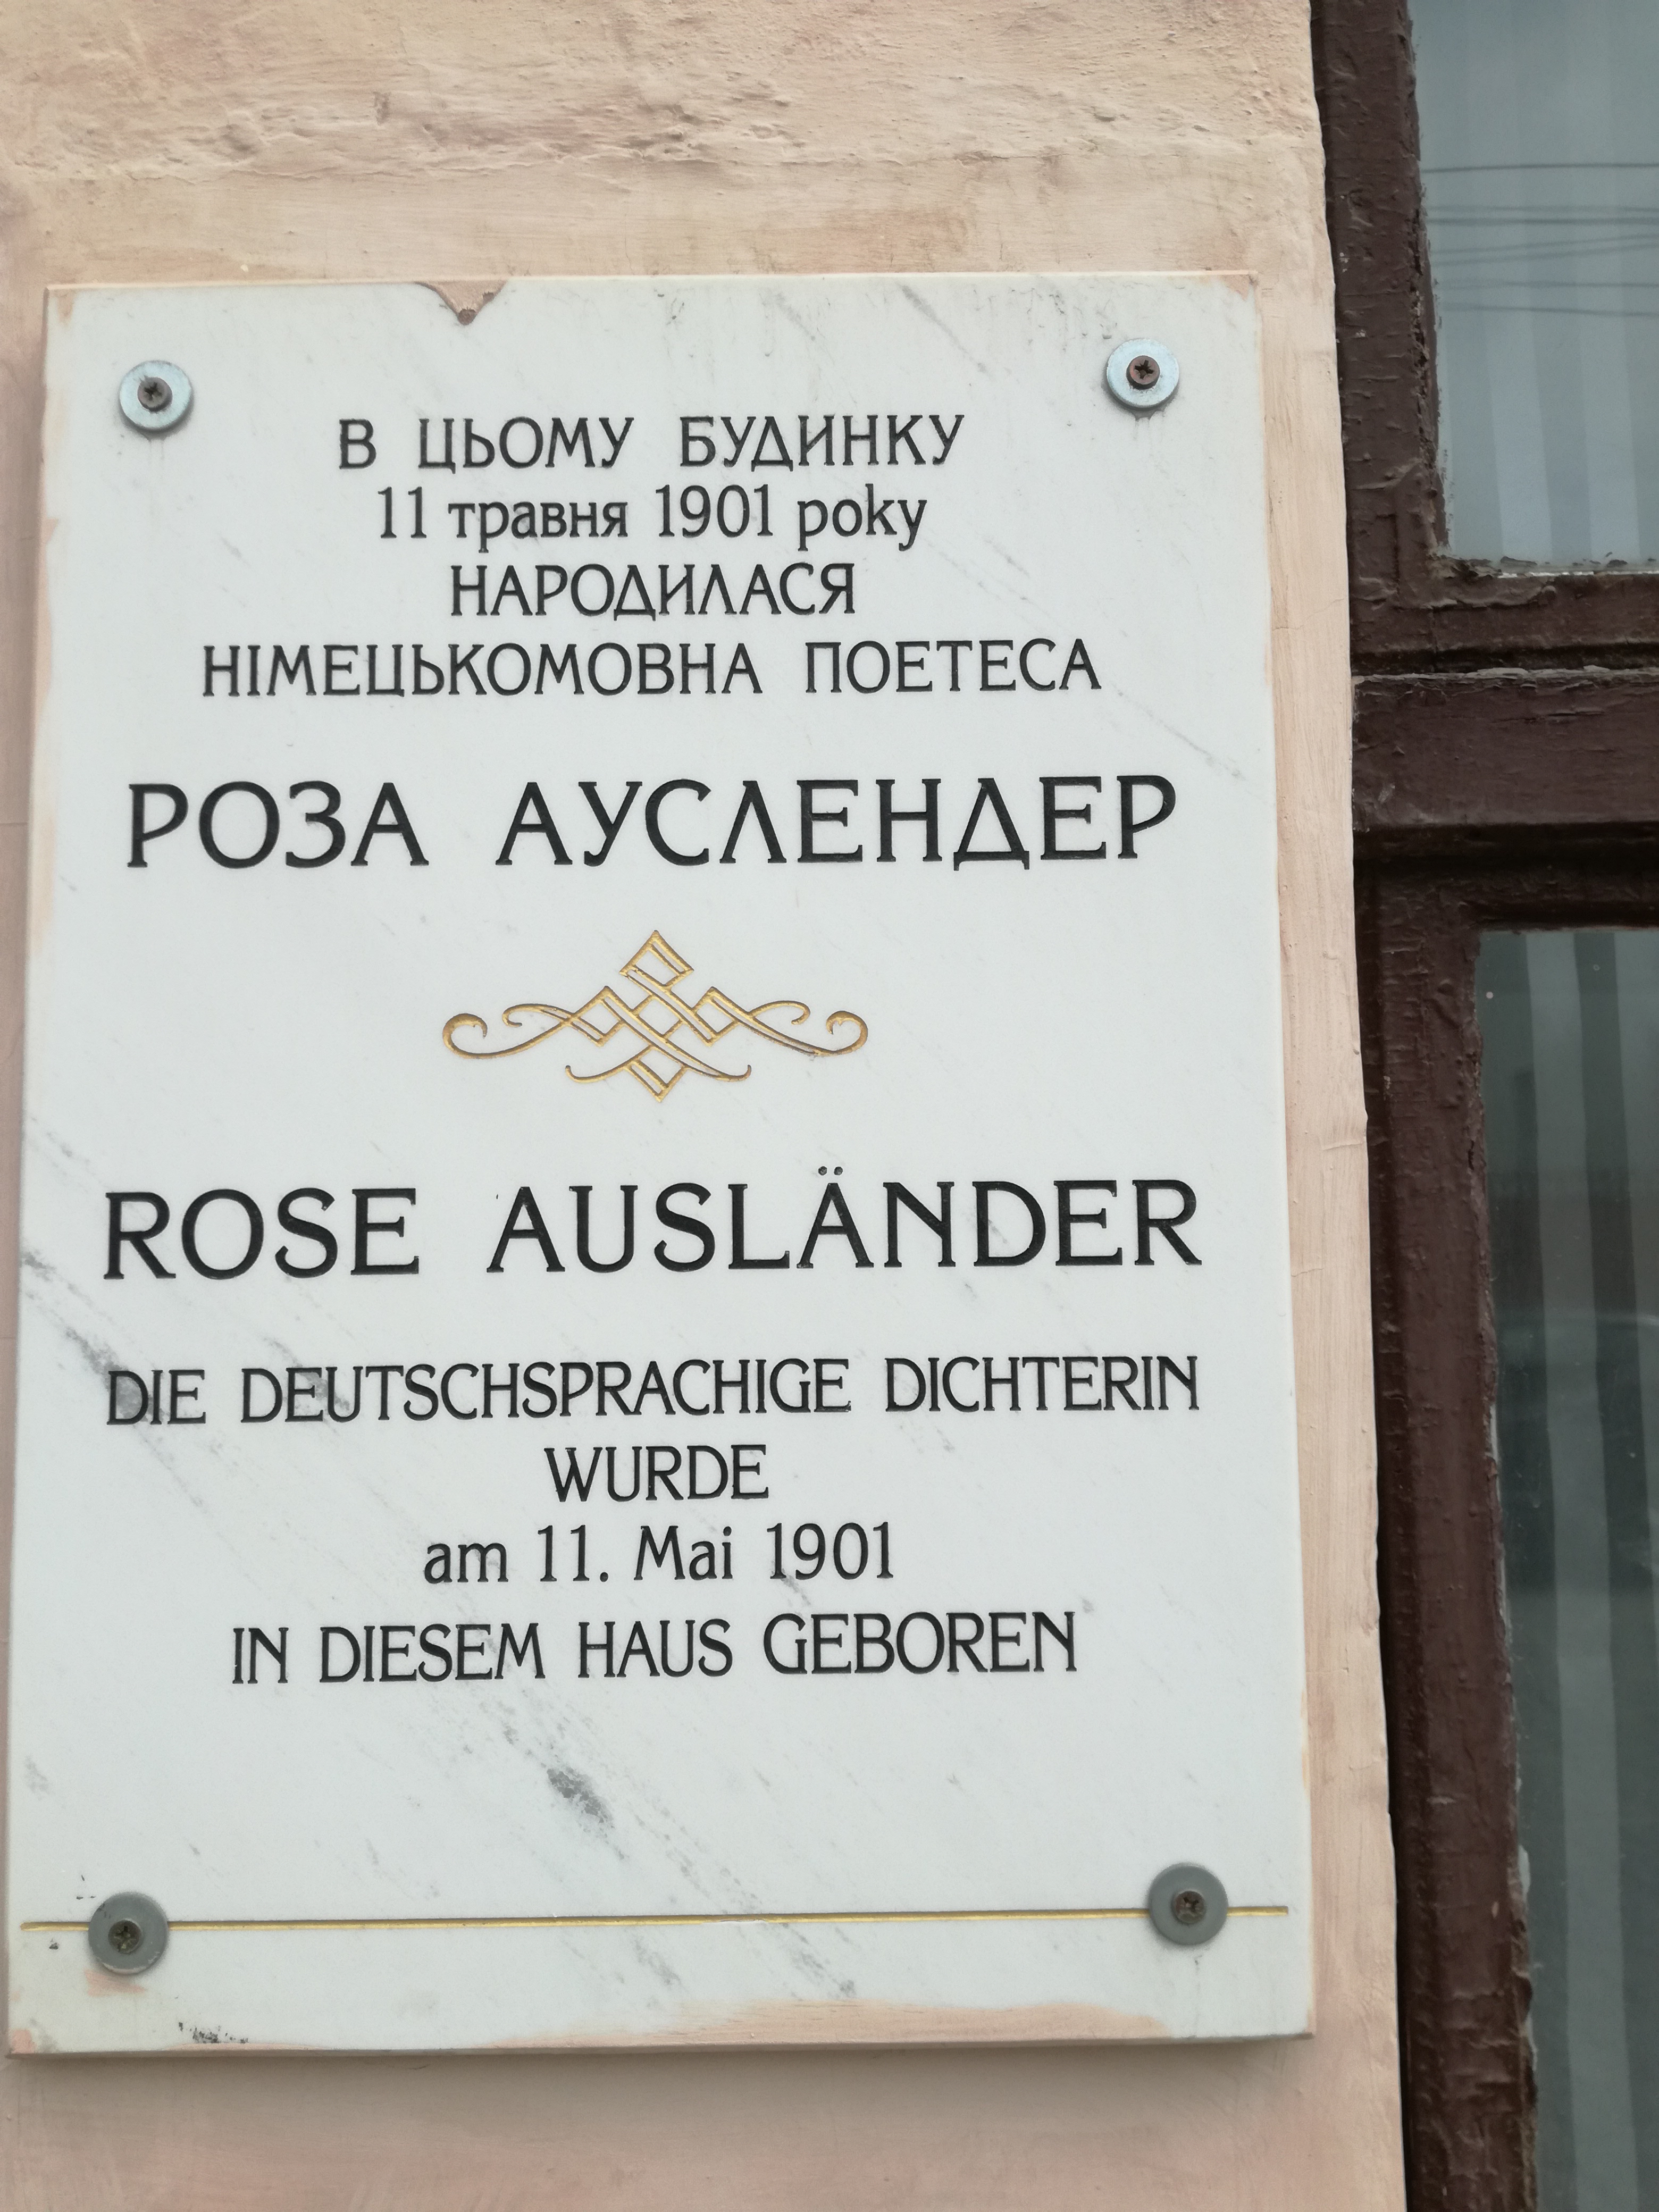 В ЦЬОМУ БУДИНКУ
11 травня 1901 року
НАРОДИЛАСЯ
НІМЕЦЬКОМОВНА ПОЕТЕСА
РОЗА АУСЛЕНДЕР
ROSE AUSLÄNDER
DIE DEUTSCHSPRACHIGE DICHTERIN
WURDE
am 11. Mai 1901
IN DIESEM HAUS GEBOREN